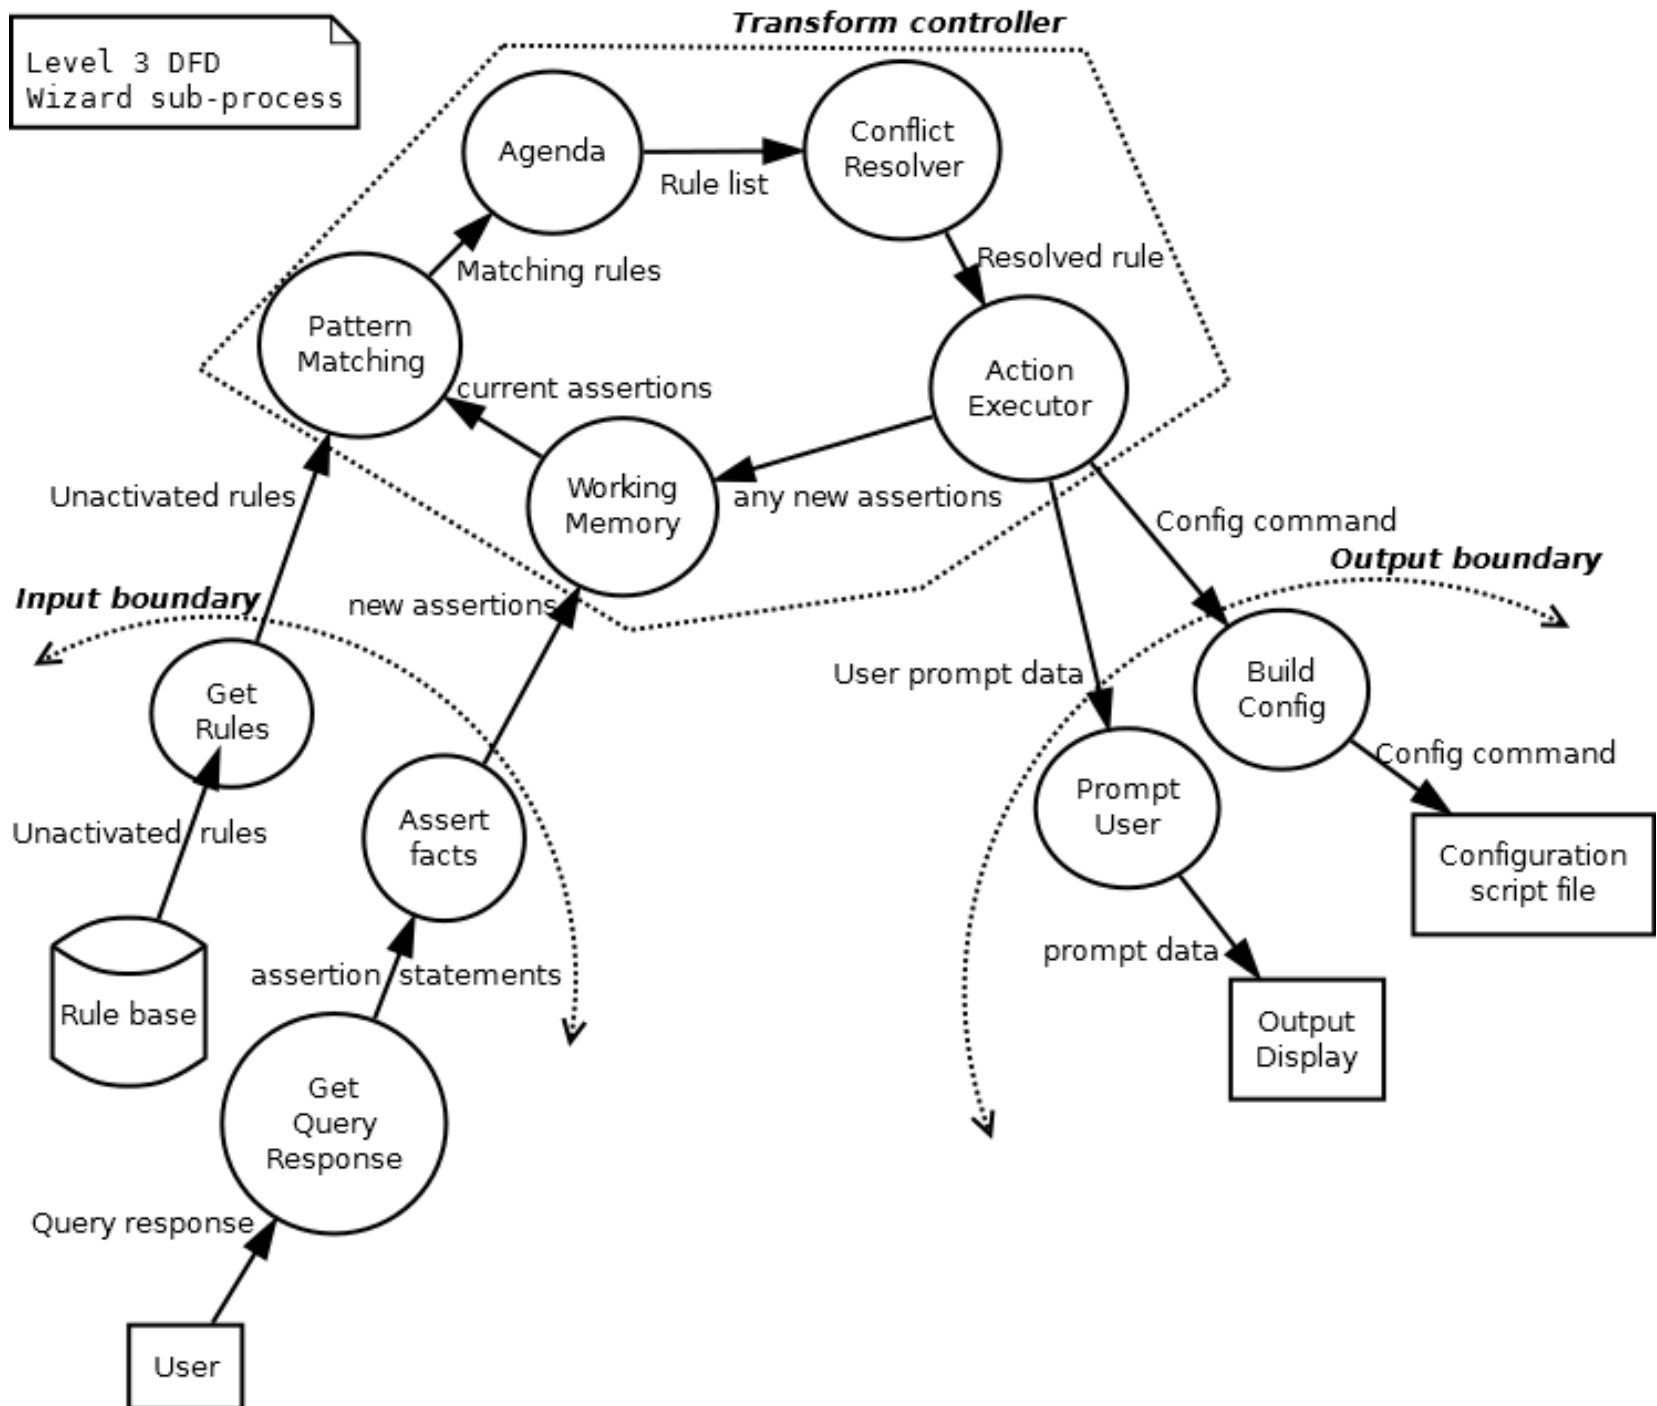 Transform controller
Level 3 DFD
Wizard sub-process
Agenda
Conflict
Resolver
Rule list
Matching rules
Resolved rule
Pattern
Matching
current assertions
Action
Executor
Unactivated rules
Working
Memory
any new assertions
Config command
Output boundary
Input boundary
new assertions
User prompt data
Get
Rules
Build
Config
Config command
Unactivated rules
Assert
facts
Prompt
User
Configuration
script file
assertion statements
prompt data
Rule base
Output
Display
Get
Query
Response
Query response
User